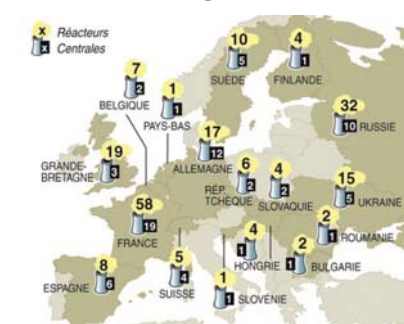 x Réacteurs
x Centrales
10
5
SUÈDE
4
1
FINLANDE
7
2
BELGIQUE
1
1
PAYS-BAS
32
10
RUSSIE
19
3
GRANDE-
BRETAGNE
17
12
ALLEMAGNE
6
2
RÉP.
TCHÈQUE
4
2
SLOVAQUIE
15
5
UKRAINE
58
19
FRANCE
4
1
HONGRIE
2
1
ROUMANIE
2
1
BULGARIE
8
6
ESPAGNE
5
4
SUISSE
1
1
SLOVÉNIE